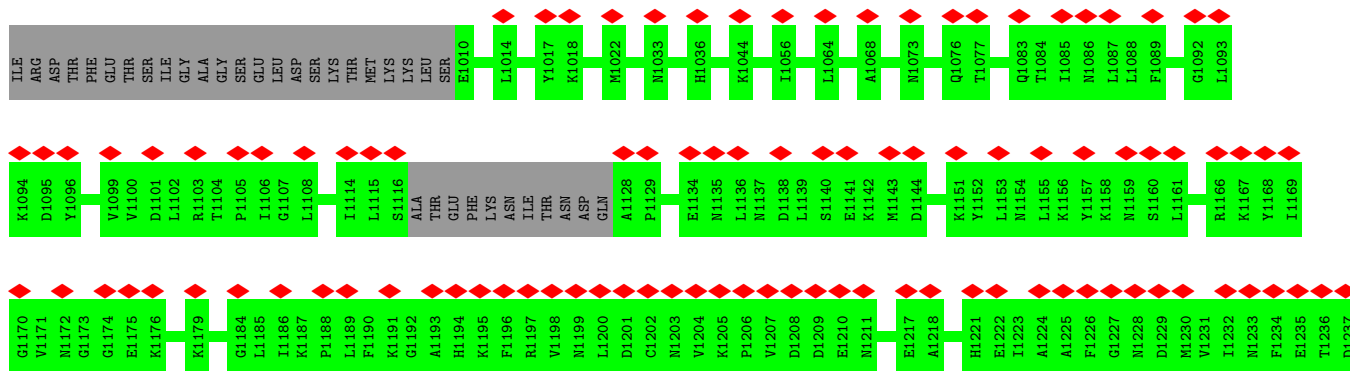 ILE ARG ASP THR PHE GLU THR SER ILE GLY ALA GLY SER GLU LEU ASP SER LYS THR MET LYS LYS LEU SER E1010 L1014 Y1017 K1018 M1022 N1033 H1036 K1044 I1056 L1064 A1068 N1073 Q1076 T1077 Q1083 T1084 I1085 N1086 L1087 L1088 F1089 G1092 L1093
K1094 D1095 Y1096 V1099 V1100 D1101 L1102 R1103 T1104 P1105 I1106 G1107 L1108 I1114 L1115 S1116 ALA THR GLU PHE LYS ASN ILE THR ASN ASP GLN A1128 P1129 E1134 N1135 L1136 N1137 D1138 L1139 S1140 E1141 K1142 M1143 D1144 K1151 Y1152 L1153 N1154 L1155 K1156 Y1157 K1158 N1159 S1160 L1161 R1166 K1167 Y1168 I1169
G1170 V1171 N1172 G1173 G1174 E1175 K1176 K1179 G1184 L1185 I1186 K1187 P1188 L1189 F1190 K1191 G1192 A1193 H1194 K1195 F1196 R1197 V1198 N1199 L1200 D1201 C1202 N1203 V1204 K1205 P1206 V1207 D1208 D1209 E1210 N1211 E1217 A1218 H1221 E1222 I1223 A1224 A1225 F1226 G1227 N1228 D1229 M1230 V1231 I1232 N1233 F1234 E1235 T1236 D1237